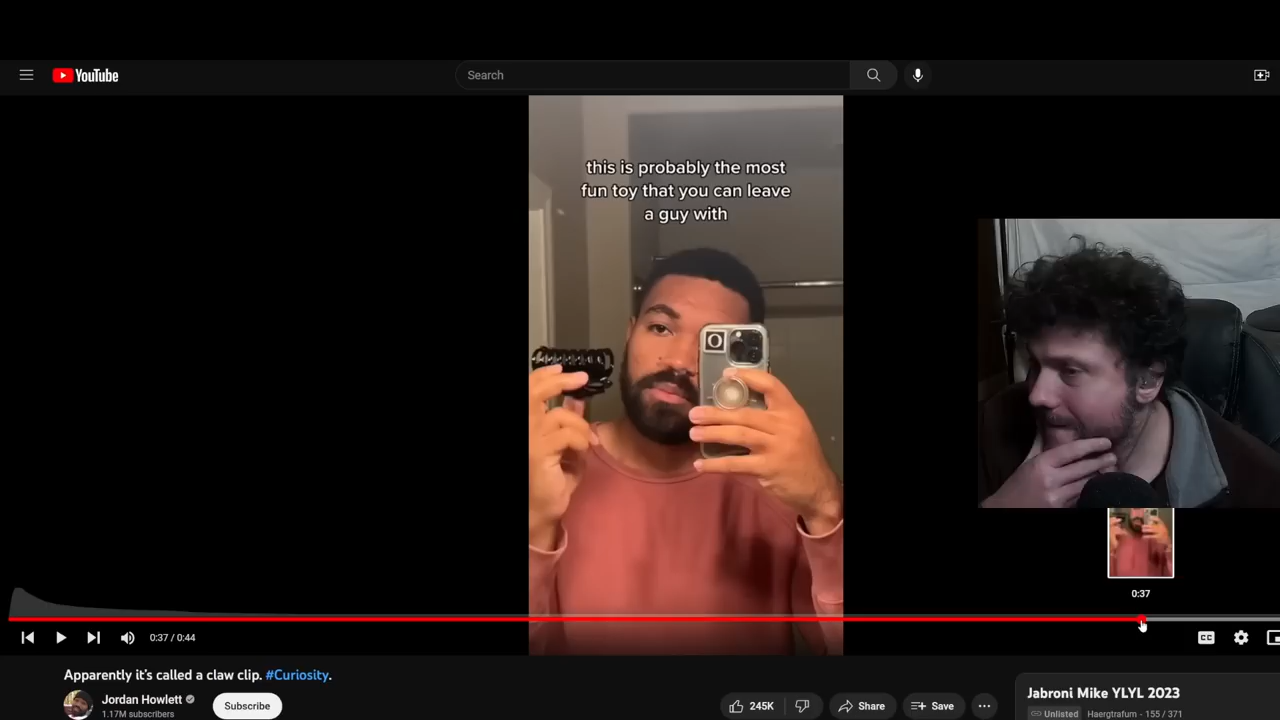 YouTube
Search
this is probably the most
fun toy that you can leave
a guy with
O
0:37
0:37 / 0:44
CC
Apparently it's called a claw clip. #Curiosity.
Jordan Howlett
1.17M subscribers
Subscribe
245K
Share
Save
Jabroni Mike YLYL 2023
Unlisted Haergtrafum - 155 / 371